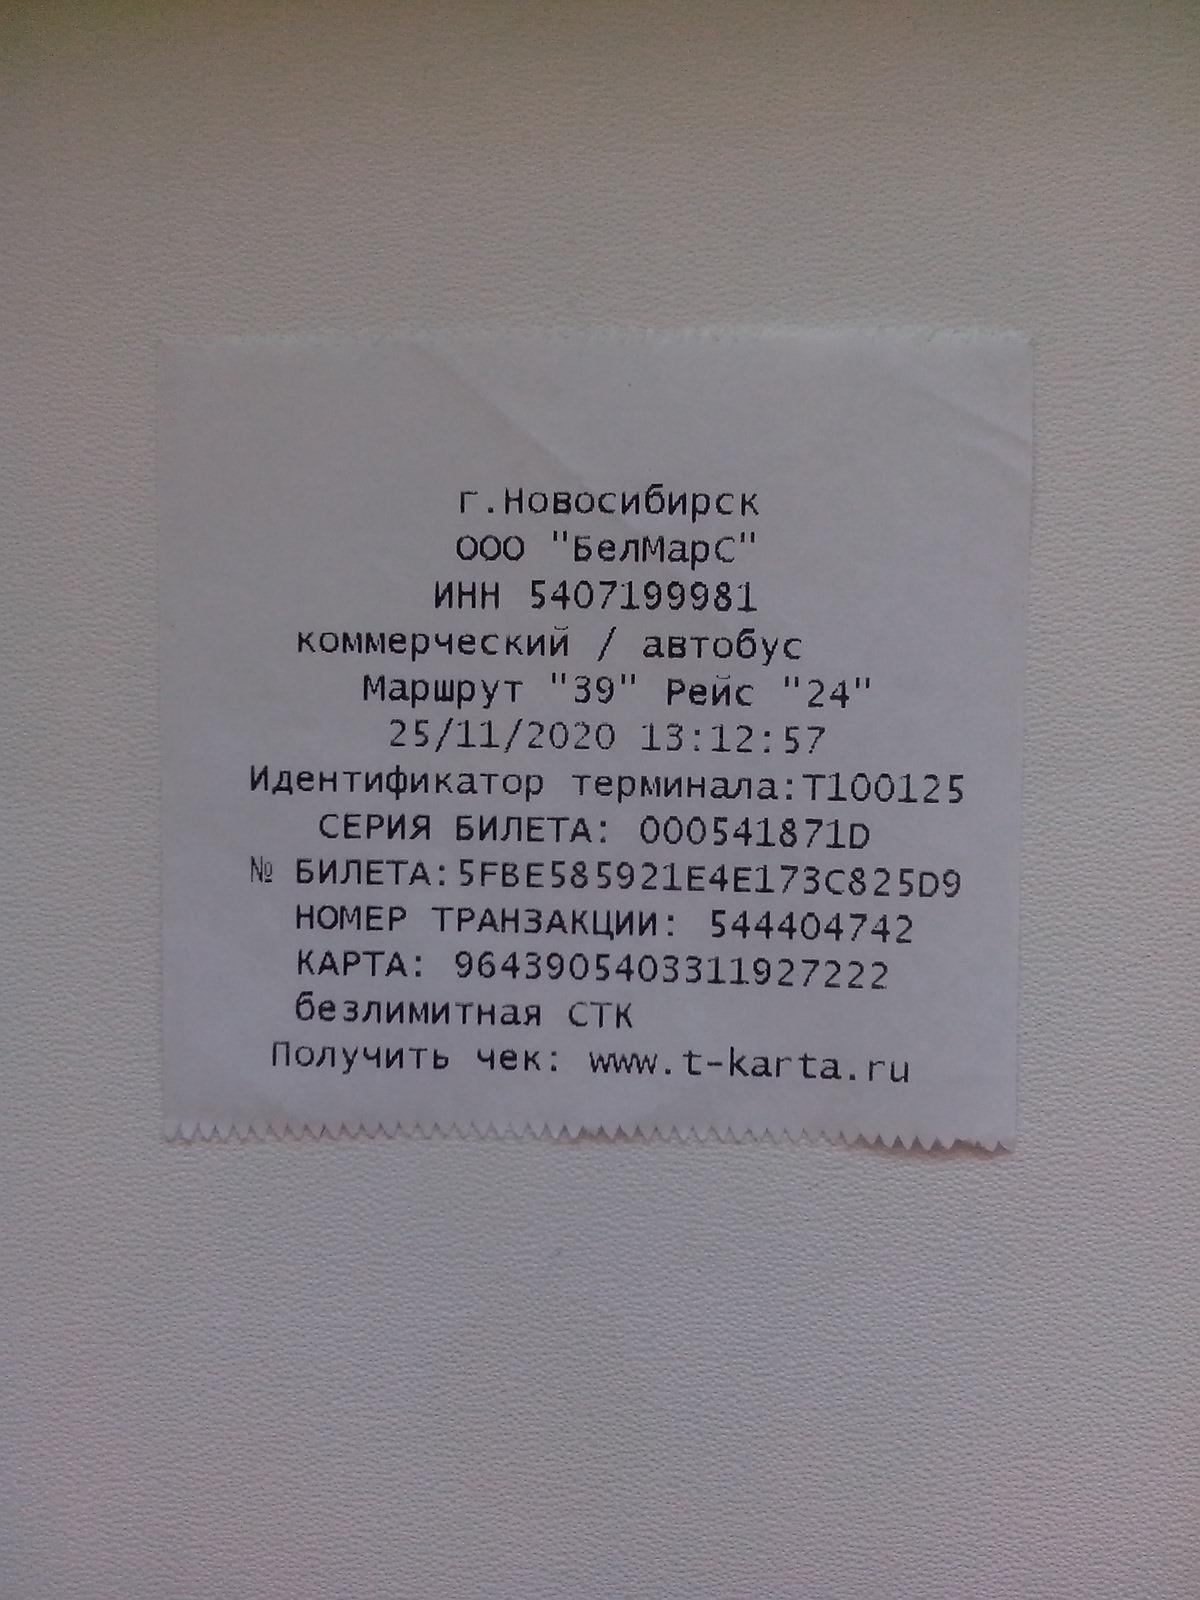 г.Новосибирск
ООО "БелМарС"
ИНН 5407199981
коммерческий / автобус
Маршрут "39" Рейс "24"
25/11/2020 13:12:57
Идентификатор терминала:T100125
СЕРИЯ БИЛЕТА: 000541871D
№ БИЛЕТА:5FBE585921E4E173C825D9
НОМЕР ТРАНЗАКЦИИ: 544404742
КАРТА: 9643905403311927222
безлимитная СТК
Получить чек: www.t-karta.ru